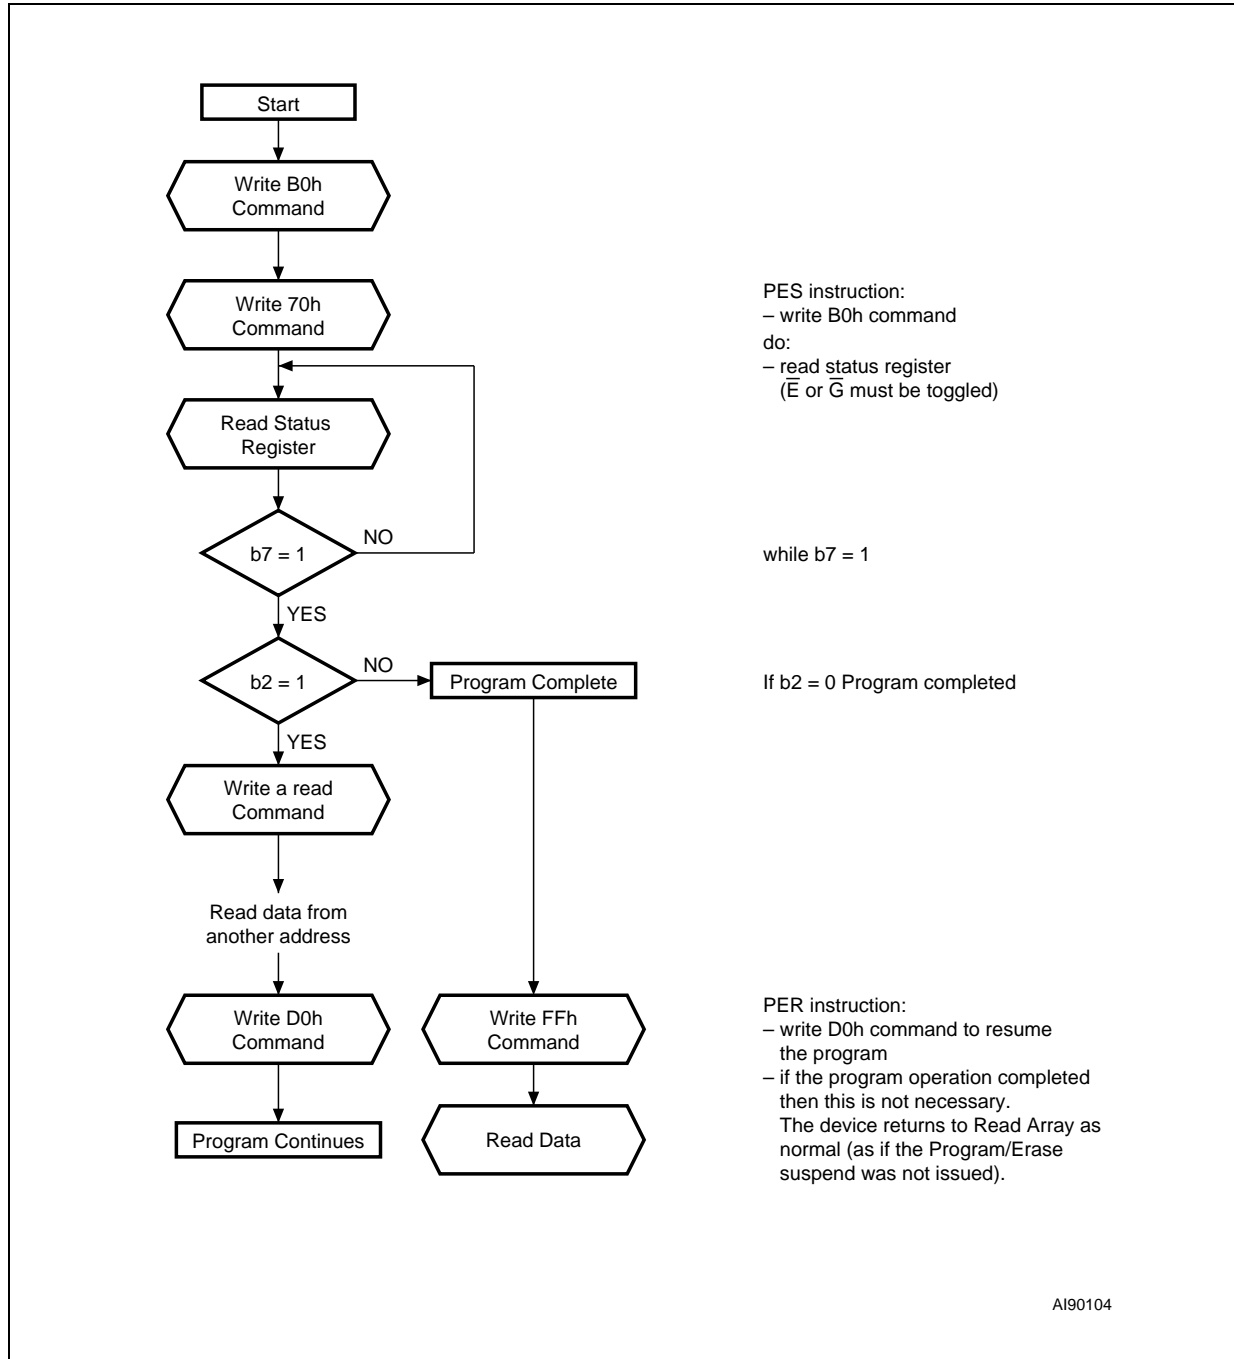 Start
Write B0h
Command
Write 70h
Command
PES instruction:
– write B0h command
do:
– read status register
(E̅ or G̅ must be toggled)
Read Status
Register
NO
b7 = 1
while b7 = 1
YES
NO
b2 = 1
Program Complete
If b2 = 0 Program completed
YES
Write a read
Command
Read data from
another address
Write D0h
Command
Write FFh
Command
PER instruction:
– write D0h command to resume
the program
– if the program operation completed
then this is not necessary.
The device returns to Read Array as
normal (as if the Program/Erase
suspend was not issued).
Program Continues
Read Data
AI90104